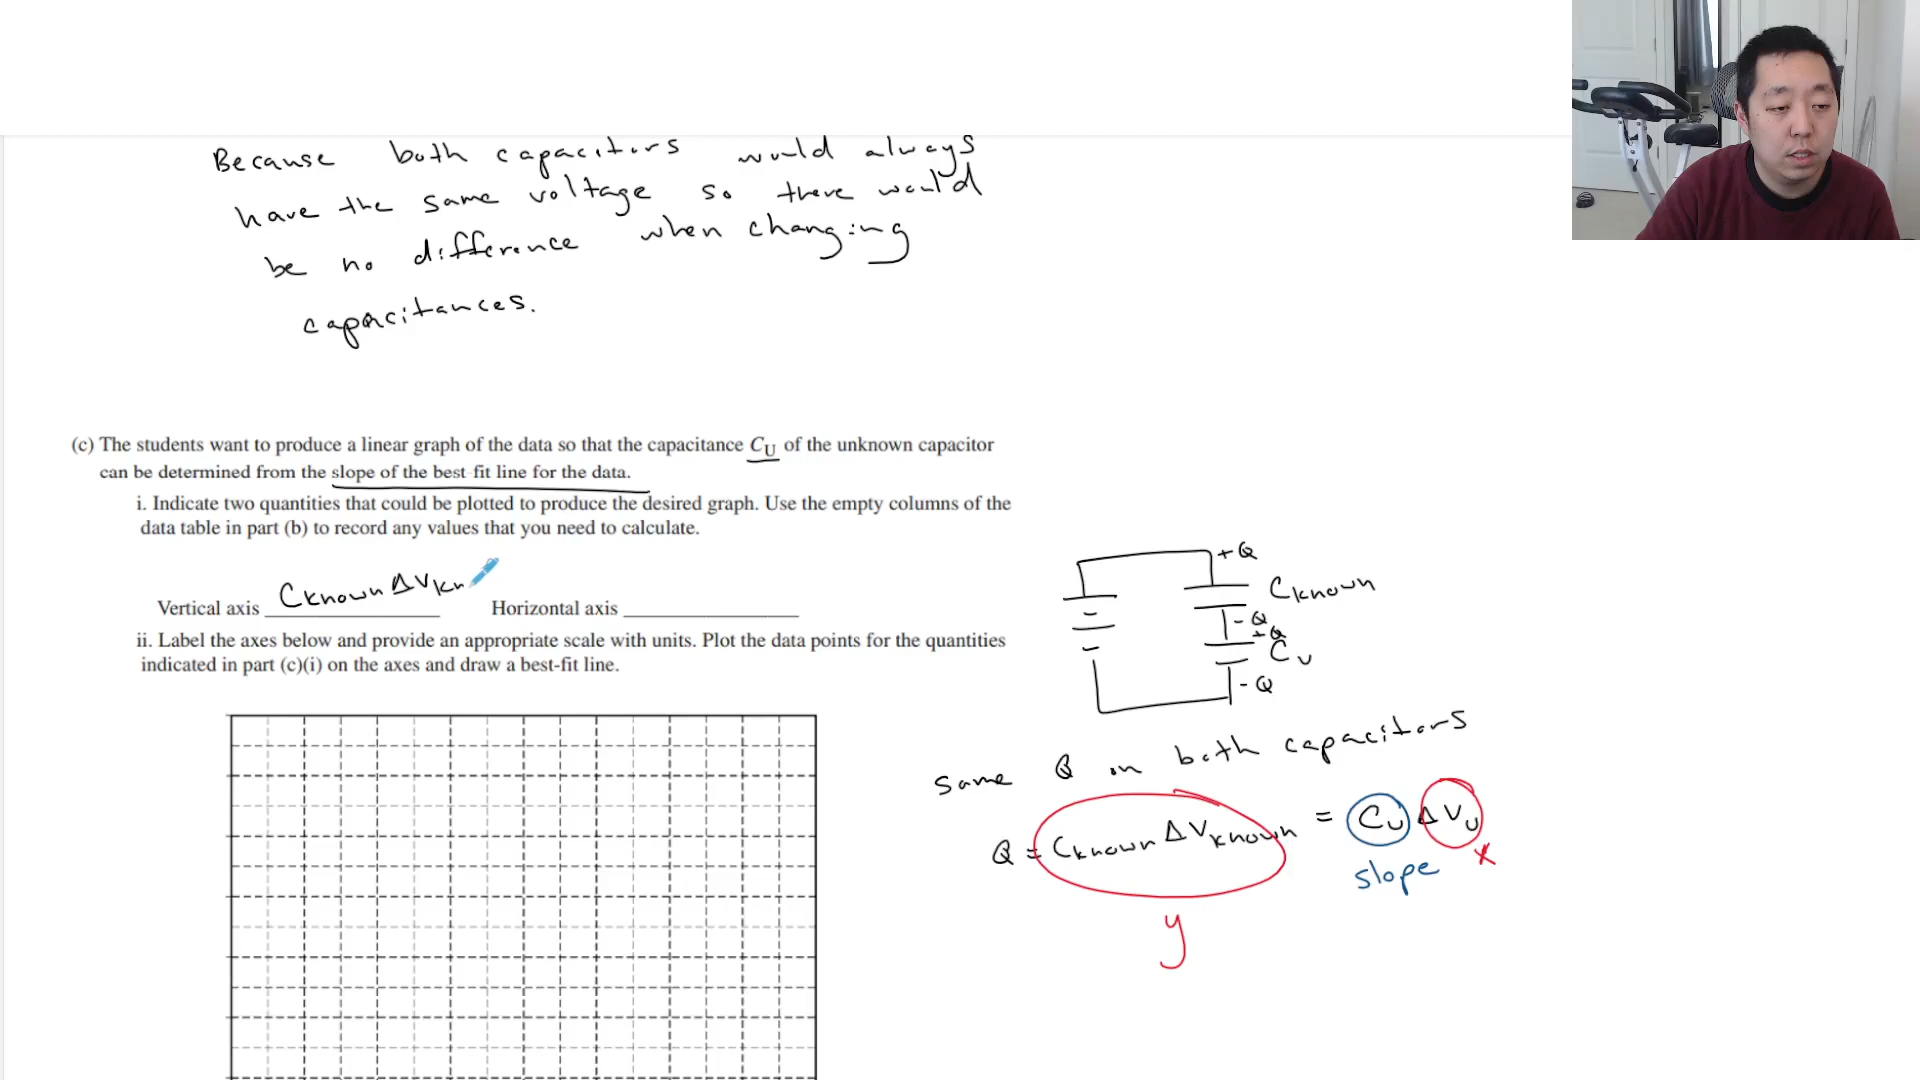 Because both capacitors would always
have the same voltage so there would
be no difference when changing
capacitances.
(c) The students want to produce a linear graph of the data so that the capacitance CU of the unknown capacitor
can be determined from the slope of the best-fit line for the data.
i. Indicate two quantities that could be plotted to produce the desired graph. Use the empty columns of the
data table in part (b) to record any values that you need to calculate.
Vertical axis Cknown ΔVkn Horizontal axis
ii. Label the axes below and provide an appropriate scale with units. Plot the data points for the quantities
indicated in part (c)(i) on the axes and draw a best-fit line.
+Q
Cknown
-Q
+Q
CU
-Q
same Q on both capacitors
Q = Cknown ΔVknown = CU ΔVU
slope x
y